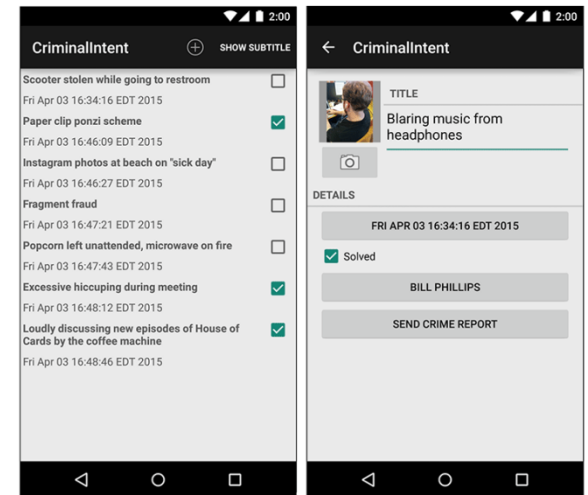 2:00
CriminalIntent
SHOW SUBTITLE
Scooter stolen while going to restroom
Fri Apr 03 16:34:16 EDT 2015
Paper clip ponzi scheme
Fri Apr 03 16:46:09 EDT 2015
Instagram photos at beach on "sick day"
Fri Apr 03 16:46:27 EDT 2015
Fragment fraud
Fri Apr 03 16:47:21 EDT 2015
Popcorn left unattended, microwave on fire
Fri Apr 03 16:47:43 EDT 2015
Excessive hiccuping during meeting
Fri Apr 03 16:48:12 EDT 2015
Loudly discussing new episodes of House of
Cards by the coffee machine
Fri Apr 03 16:48:46 EDT 2015
2:00
CriminalIntent
TITLE
Blaring music from
headphones
DETAILS
FRI APR 03 16:34:16 EDT 2015
Solved
BILL PHILLIPS
SEND CRIME REPORT